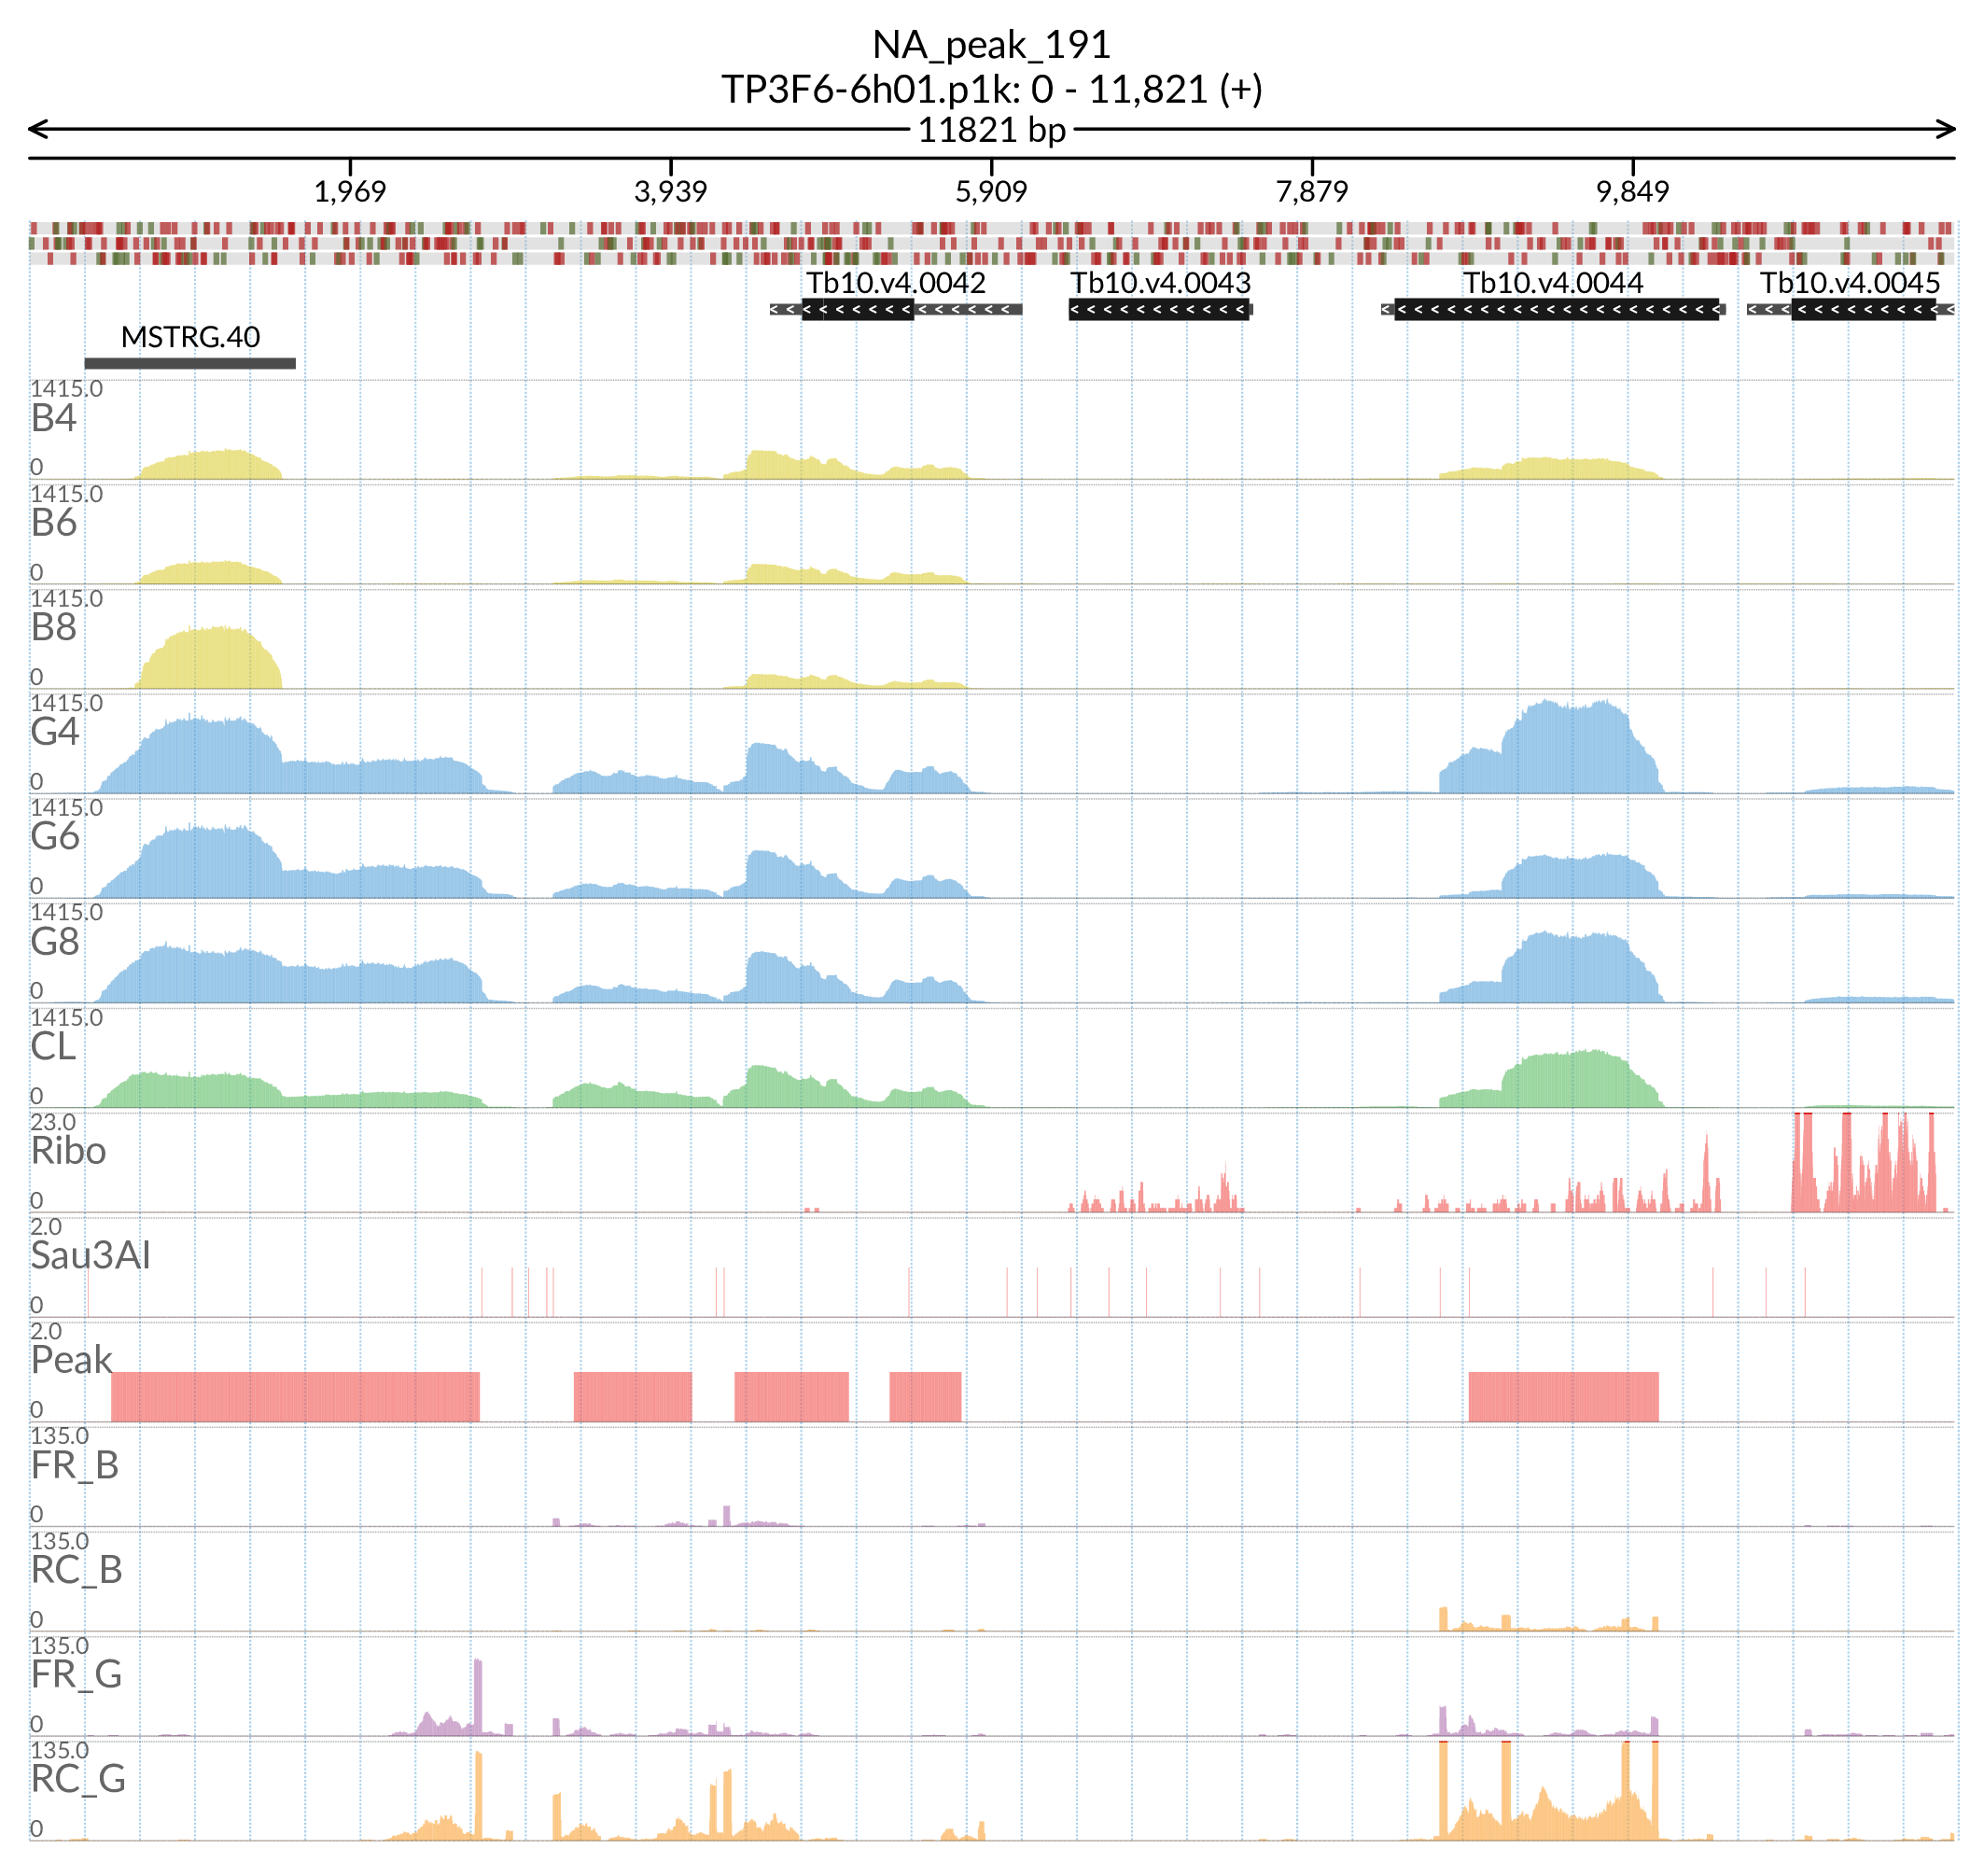 NA_peak_191
TP3F6-6h01.p1k: 0 - 11,821 (+)
11821 bp
1,969 3,939 5,909 7,879 9,849
Tb10.v4.0042 Tb10.v4.0043 Tb10.v4.0044 Tb10.v4.0045
MSTRG.40
1415.0
B4
0
1415.0
B6
0
1415.0
B8
0
1415.0
G4
0
1415.0
G6
0
1415.0
G8
0
1415.0
CL
0
23.0
Ribo
0
2.0
Sau3AI
0
2.0
Peak
0
135.0
FR_B
0
135.0
RC_B
0
135.0
FR_G
0
135.0
RC_G
0